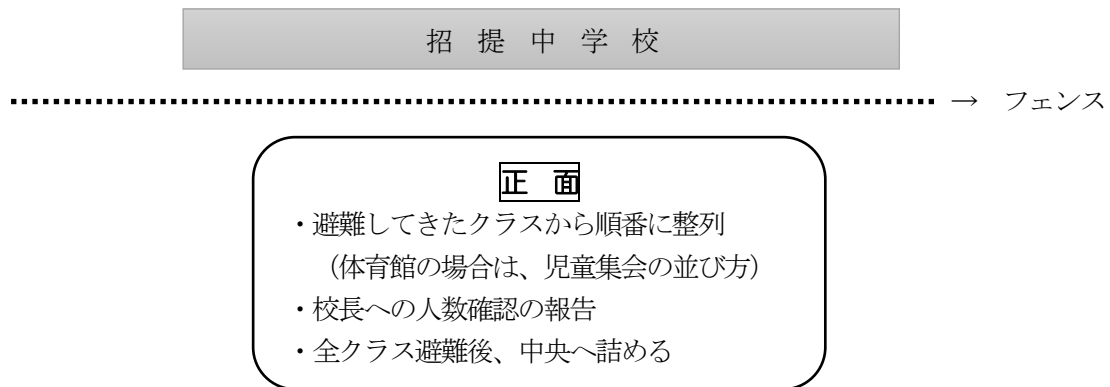 招 提 中 学 校
→ フェンス
正 面
・避難してきたクラスから順番に整列
（体育館の場合は、児童集会の並び方）
・校長への人数確認の報告
・全クラス避難後、中央へ詰める